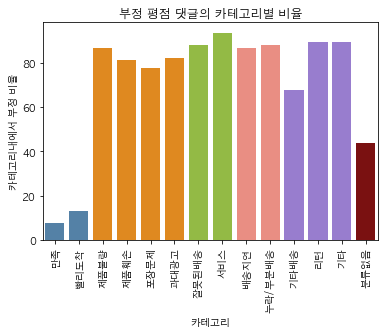 부정 평점 댓글의 카테고리별 비율
카테고리내에서 부정 비율
80
60
40
20
0
만족
빨리도착
제품불량
제품훼손
포장문제
과대광고
잘못된배송
서비스
배송지연
누락/부분배송
기타배송
리턴
기타
분류없음
카테고리